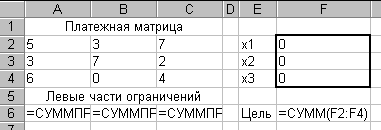 A B C D E F
1 Платежная матрица
2 5 3 7 x1 0
3 3 7 2 x2 0
4 6 0 4 x3 0
5 Левые части ограничений
6 =СУММПР =СУММПР =СУММПР Цель =СУММ(F2:F4)